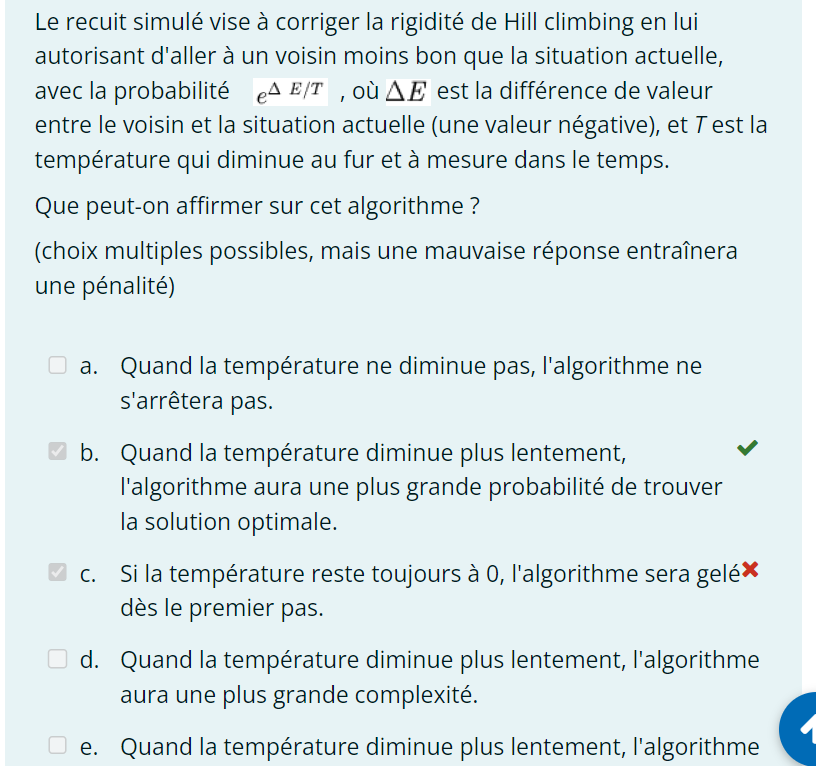 Le recuit simulé vise à corriger la rigidité de Hill climbing en lui
autorisant d'aller à un voisin moins bon que la situation actuelle,
avec la probabilité e^{Δ E/T} , où ΔE est la différence de valeur
entre le voisin et la situation actuelle (une valeur négative), et T est la
température qui diminue au fur et à mesure dans le temps.
Que peut-on affirmer sur cet algorithme ?
(choix multiples possibles, mais une mauvaise réponse entraînera
une pénalité)
a. Quand la température ne diminue pas, l'algorithme ne
s'arrêtera pas.
b. Quand la température diminue plus lentement,
l'algorithme aura une plus grande probabilité de trouver
la solution optimale.
c. Si la température reste toujours à 0, l'algorithme sera gelé
dès le premier pas.
d. Quand la température diminue plus lentement, l'algorithme
aura une plus grande complexité.
e. Quand la température diminue plus lentement, l'algorithme